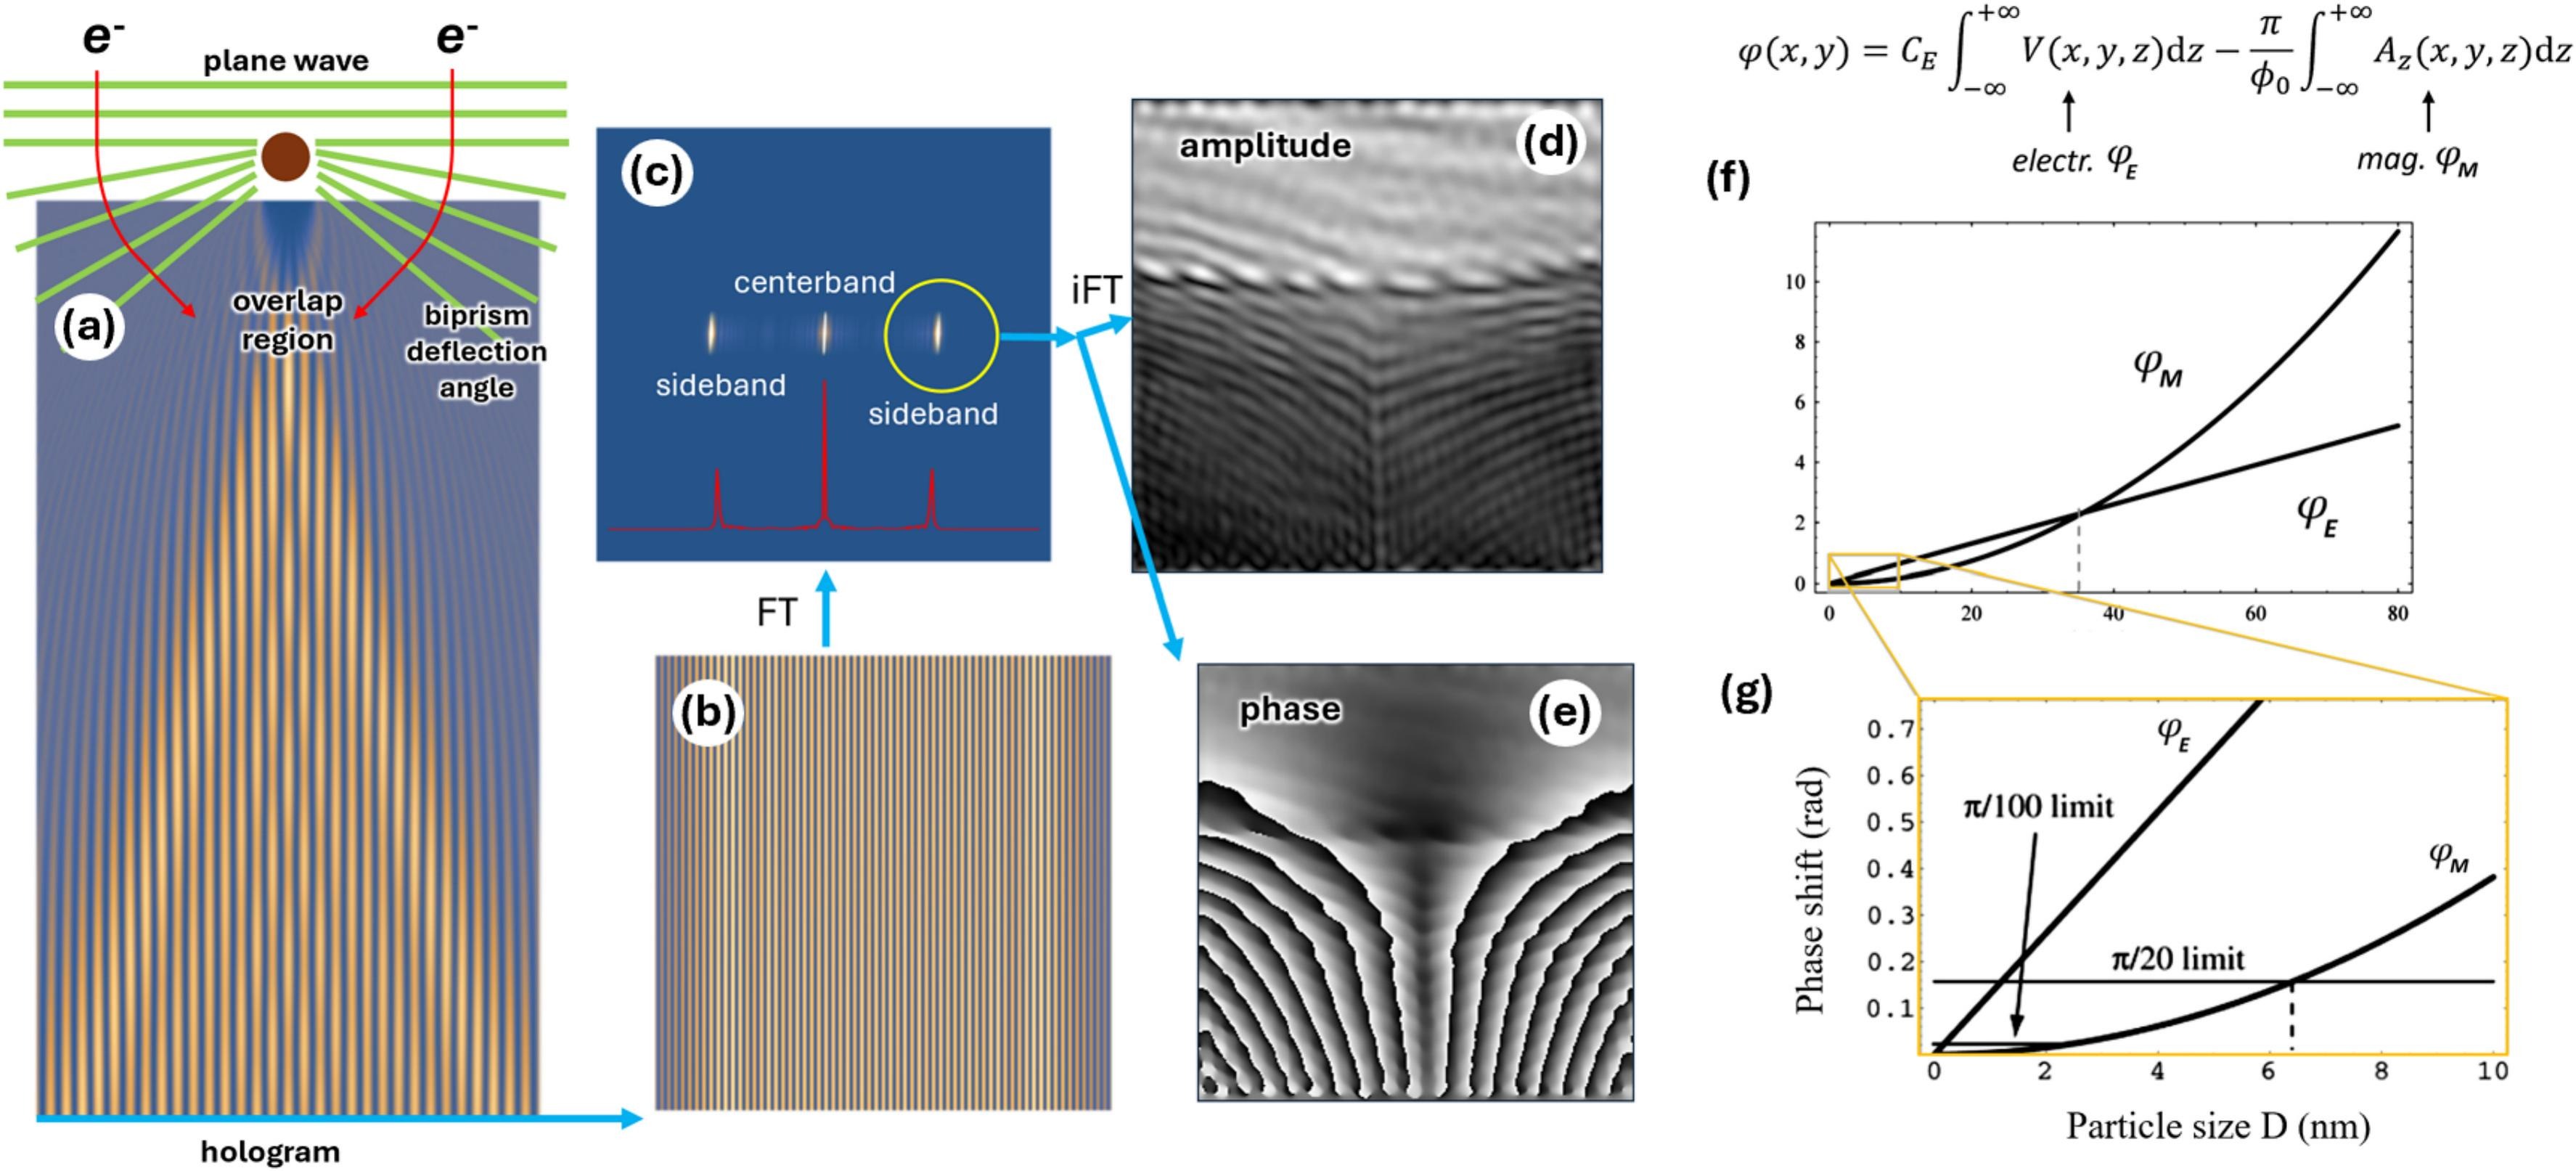 e-
e-
plane wave
(a)
overlap
region
biprism
deflection
angle
hologram
(b)
FT
(c)
centerband
sideband
sideband
iFT
amplitude
(d)
phase
(e)
φ(x,y) = C_E ∫_{-∞}^{+∞} V(x,y,z)dz − π/ϕ_0 ∫_{-∞}^{+∞} A_z(x,y,z)dz
electr. φ_E
mag. φ_M
(f)
10
8
6
4
2
0
0 20 40 60 80
φ_M
φ_E
(g)
0.7
0.6
0.5
0.4
0.3
0.2
0.1
φ_E
π/100 limit
φ_M
π/20 limit
0 2 4 6 8 10
Phase shift (rad)
Particle size D (nm)